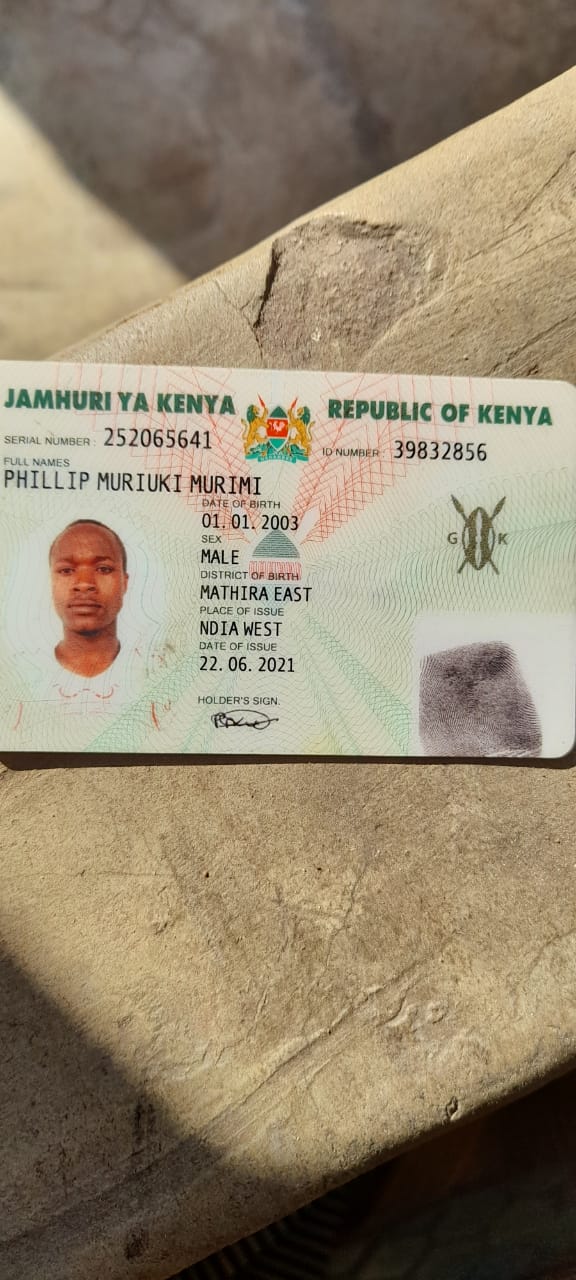 JAMHURI YA KENYA REPUBLIC OF KENYA
SERIAL NUMBER : 252065641 ID NUMBER 39832856
FULL NAMES
PHILLIP MURIUKI MURIMI
DATE OF BIRTH
01. 01. 2003
SEX
MALE
G K
DISTRICT OF BIRTH
MATHIRA EAST
PLACE OF ISSUE
NDIA WEST
DATE OF ISSUE
22. 06. 2021
HOLDER'S SIGN.